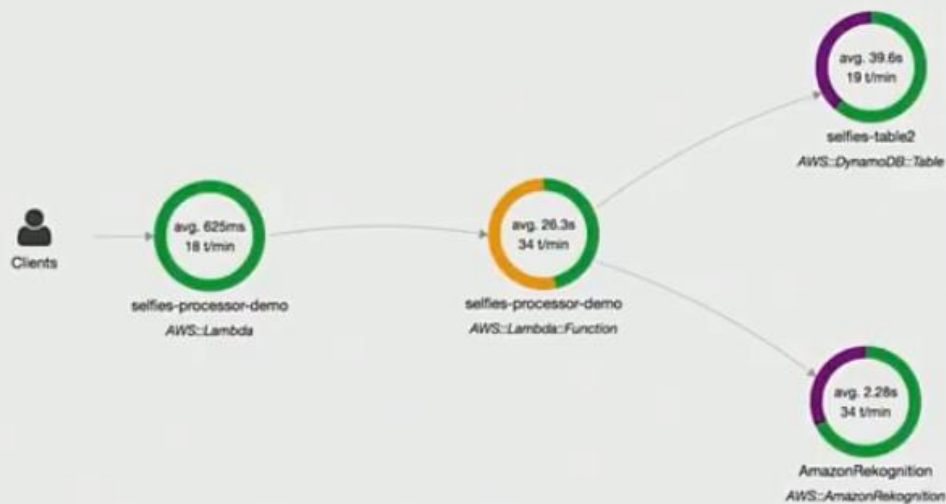 Clients
avg. 625ms
18 t/min
selfies-processor-demo
AWS::Lambda
avg. 26.3s
34 t/min
selfies-processor-demo
AWS::Lambda::Function
avg. 39.6s
19 t/min
selfies-table2
AWS::DynamoDB::Table
avg. 2.28s
34 t/min
AmazonRekognition
AWS::AmazonRekognition